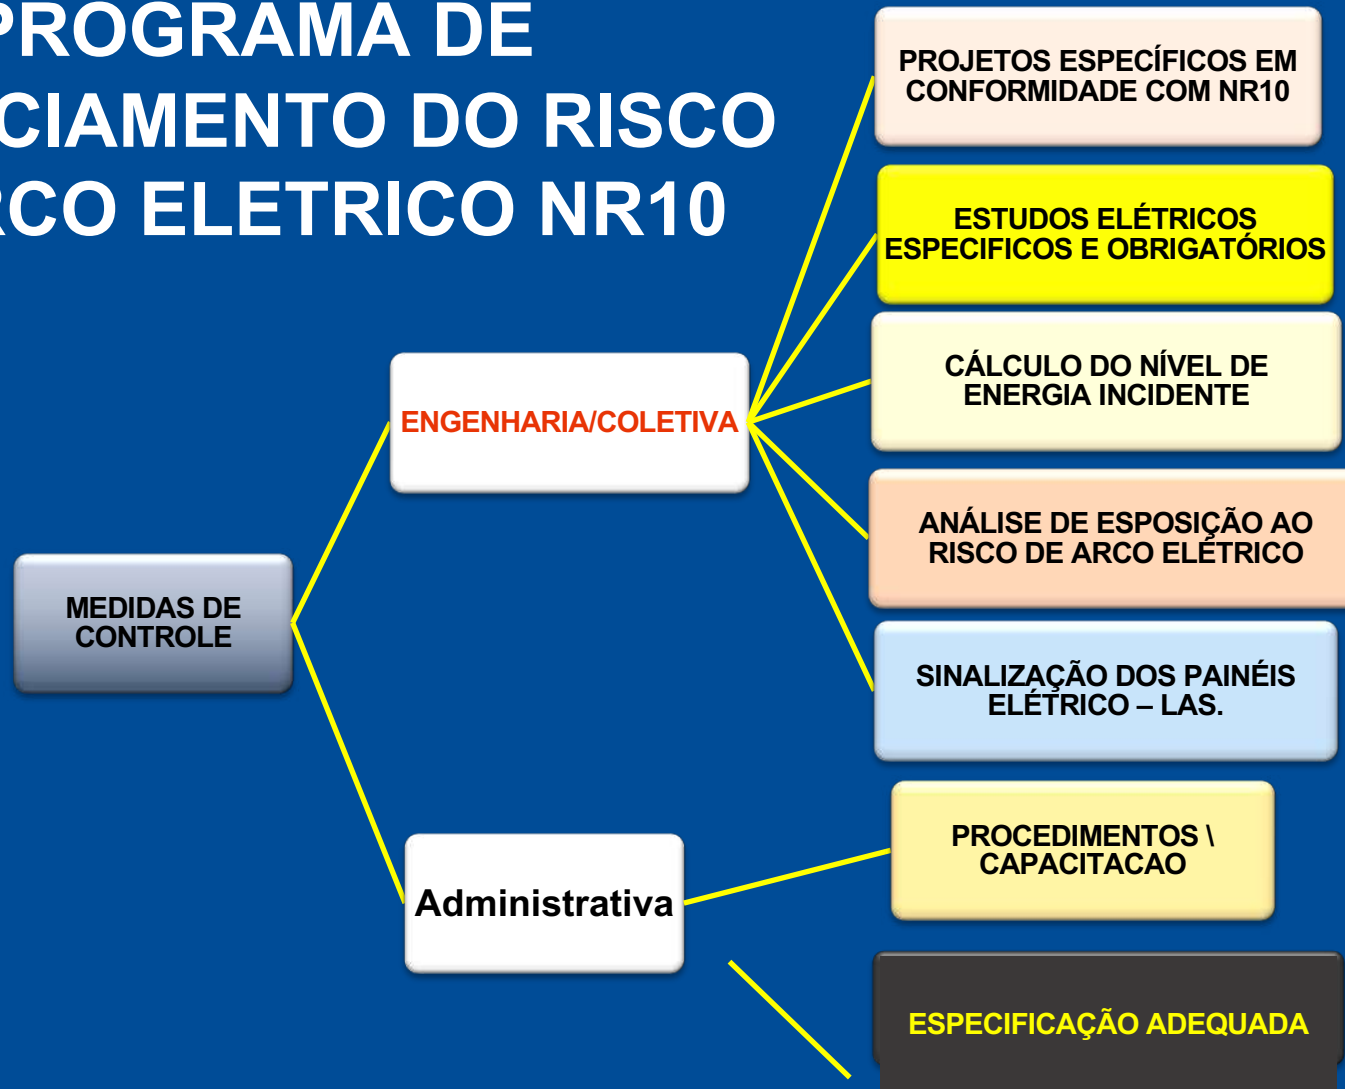 PROGRAMA DE
CIAMENTO DO RISCO
RCO ELETRICO NR10
PROJETOS ESPECÍFICOS EM
CONFORMIDADE COM NR10
ESTUDOS ELÉTRICOS
ESPECIFICOS E OBRIGATÓRIOS
CÁLCULO DO NÍVEL DE
ENERGIA INCIDENTE
ENGENHARIA/COLETIVA
ANÁLISE DE ESPOSIÇÃO AO
RISCO DE ARCO ELÉTRICO
MEDIDAS DE
CONTROLE
SINALIZAÇÃO DOS PAINÉIS
ELÉTRICO – LAS.
PROCEDIMENTOS \
CAPACITACAO
Administrativa
ESPECIFICAÇÃO ADEQUADA